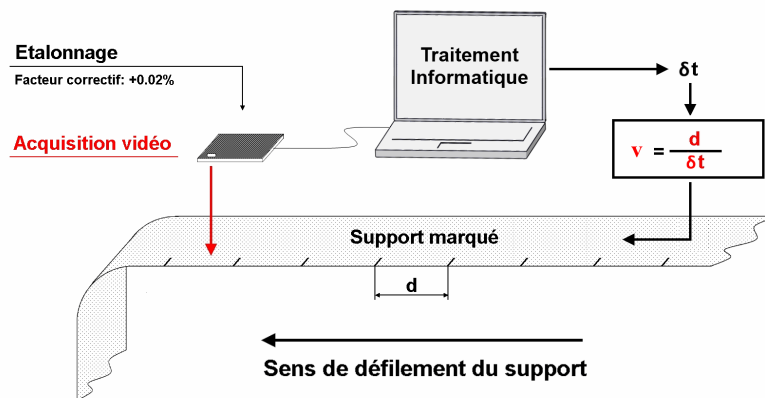 Etalonnage
Facteur correctif: +0.02%
Acquisition vidéo
Traitement
Informatique
δt
v = d
δt
Support marqué
d
Sens de défilement du support